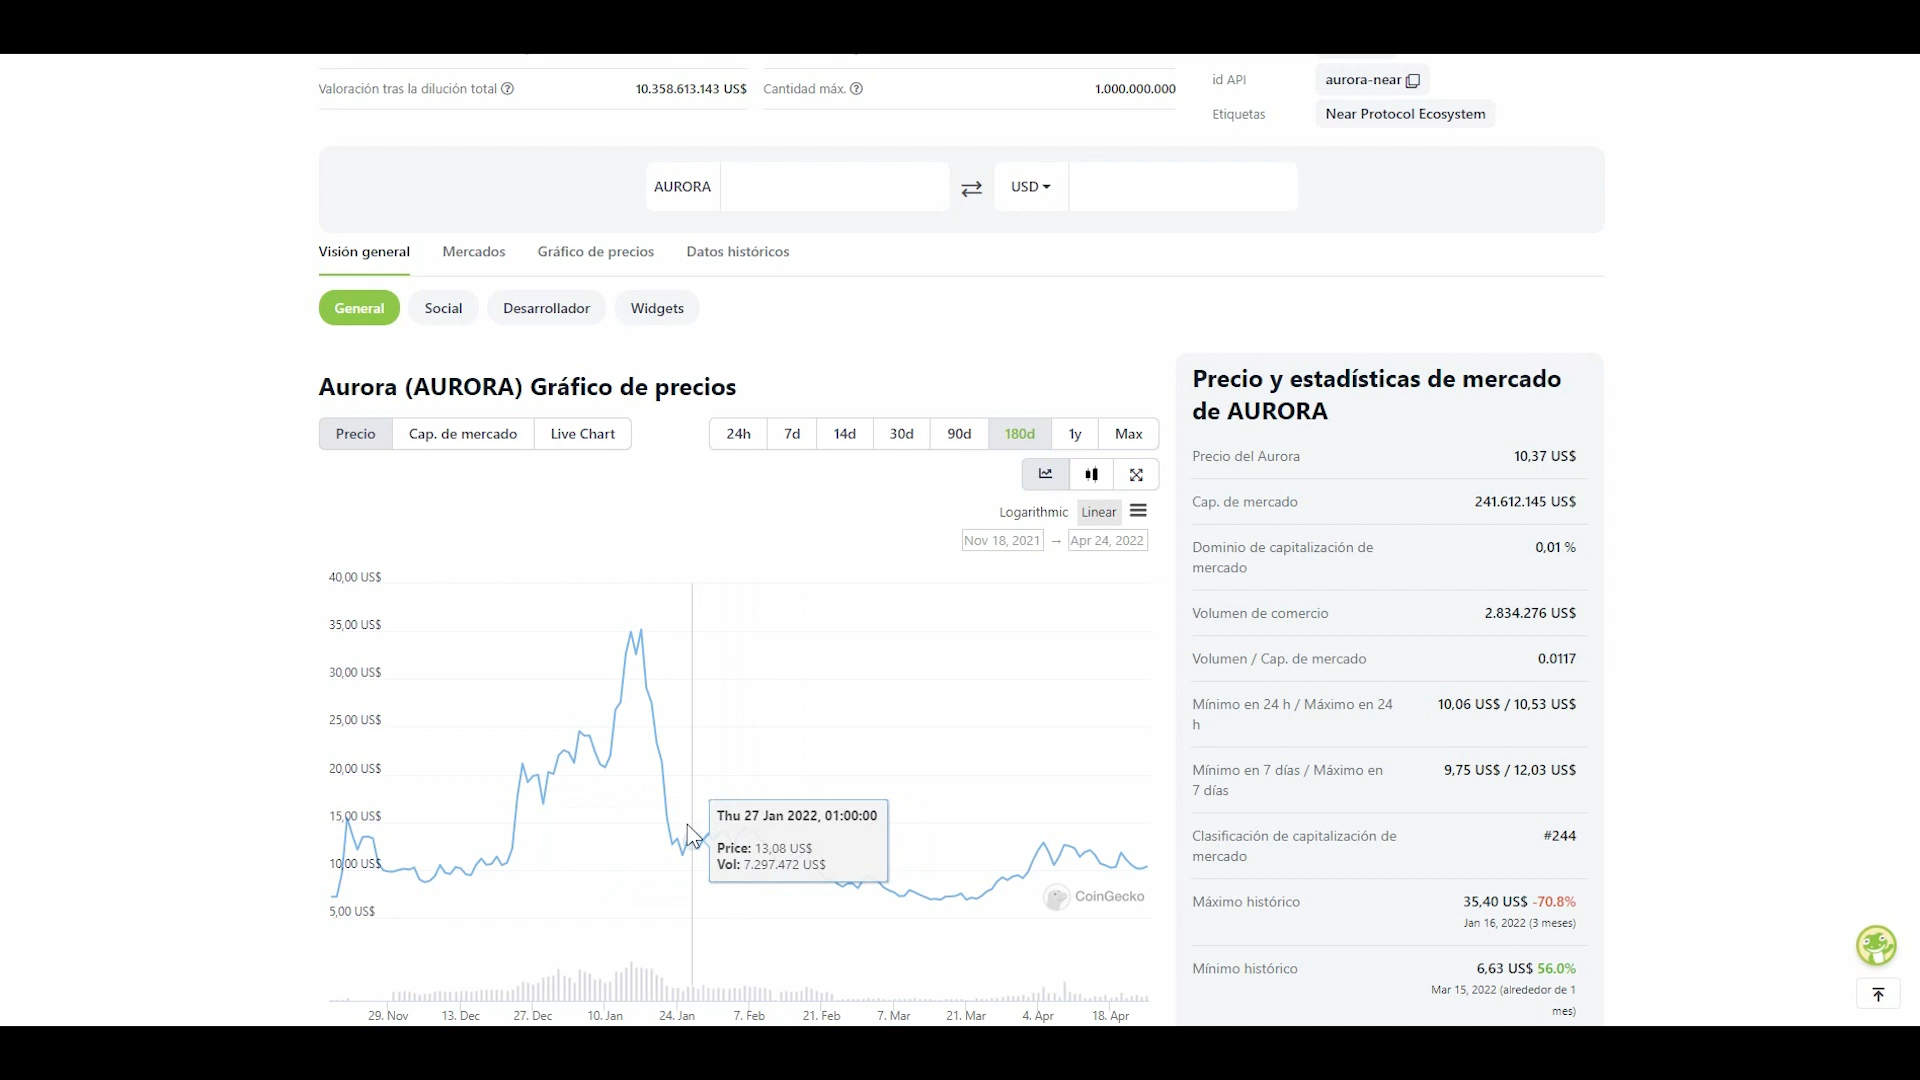 Valoración tras la dilución total 10.358.613.143 US$ Cantidad máx. 1.000.000.000
id API aurora-near
Etiquetas Near Protocol Ecosystem
AURORA USD
Visión general Mercados Gráfico de precios Datos históricos
General Social Desarrollador Widgets
Aurora (AURORA) Gráfico de precios
Precio Cap. de mercado Live Chart 24h 7d 14d 30d 90d 180d 1y Max
Logarithmic Linear
Nov 18, 2021 → Apr 24, 2022
40,00 US$
35,00 US$
30,00 US$
25,00 US$
20,00 US$
15,00 US$
10,00 US$
5,00 US$
Thu 27 Jan 2022, 01:00:00
Price: 13,08 US$
Vol: 7.297.472 US$
CoinGecko
29. Nov 13. Dec 27. Dec 10. Jan 24. Jan 7. Feb 21. Feb 7. Mar 21. Mar 4. Apr 18. Apr
Precio y estadísticas de mercado
de AURORA
Precio del Aurora 10,37 US$
Cap. de mercado 241.612.145 US$
Dominio de capitalización de 0,01 %
mercado
Volumen de comercio 2.834.276 US$
Volumen / Cap. de mercado 0.0117
Mínimo en 24 h / Máximo en 24 10,06 US$ / 10,53 US$
h
Mínimo en 7 días / Máximo en 9,75 US$ / 12,03 US$
7 días
Clasificación de capitalización de #244
mercado
Máximo histórico 35,40 US$ -70.8%
Jan 16, 2022 (3 meses)
Mínimo histórico 6,63 US$ 56.0%
Mar 15, 2022 (alrededor de 1
mes)